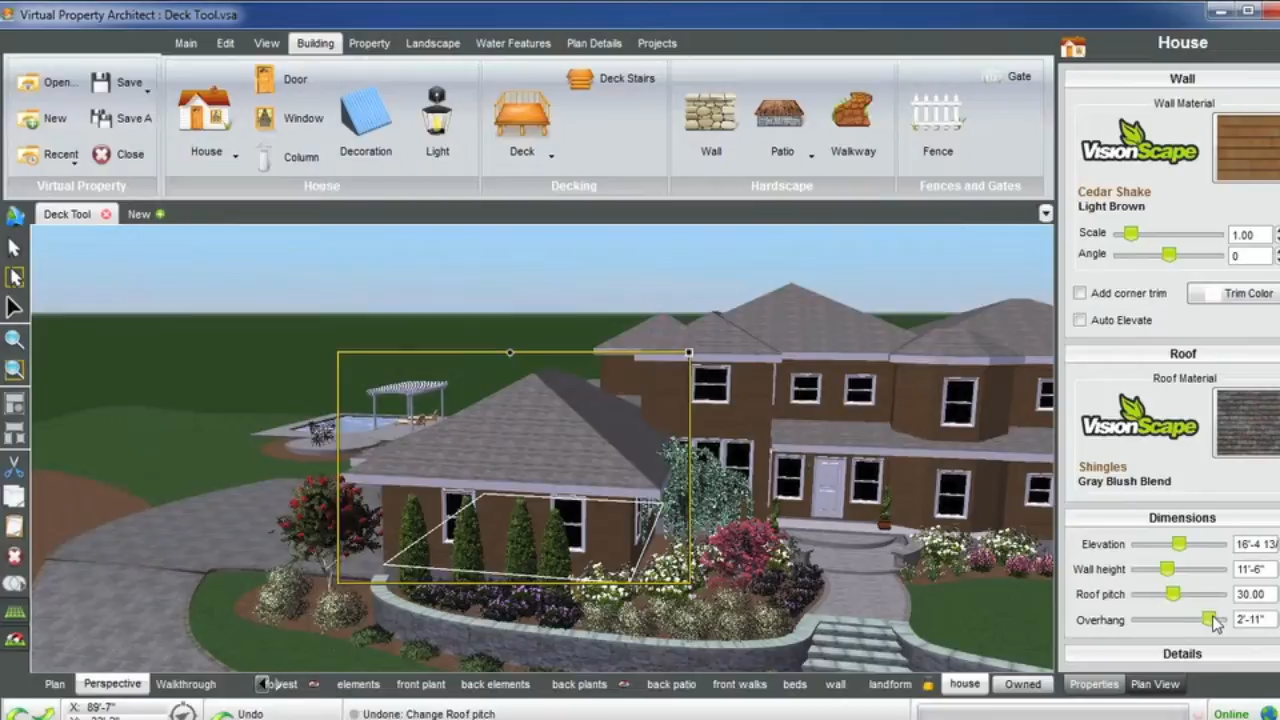 Virtual Property Architect : Deck Tool.vsa
Main Edit View Building Property Landscape Water Features Plan Details Projects
Open... Save
New Save A
Recent Close
Virtual Property
House Door Window Column Decoration Light
House
Deck Deck Stairs
Decking
Wall Patio Walkway
Hardscape
Fence Gate
Fences and Gates
Deck Tool New
House
Wall
Wall Material
VisionScape
Cedar Shake
Light Brown
Scale 1.00
Angle 0
Add corner trim Trim Color
Auto Elevate
Roof
Roof Material
VisionScape
Shingles
Gray Blush Blend
Dimensions
Elevation 16'-4 13/
Wall height 11'-6"
Roof pitch 30.00
Overhang 2'-11"
Details
Properties Plan View
Plan Perspective Walkthrough elements front plant back elements back plants back patio front walks beds wall landform house Owned
X: 89'-7"
Undo Undone: Change Roof pitch Online